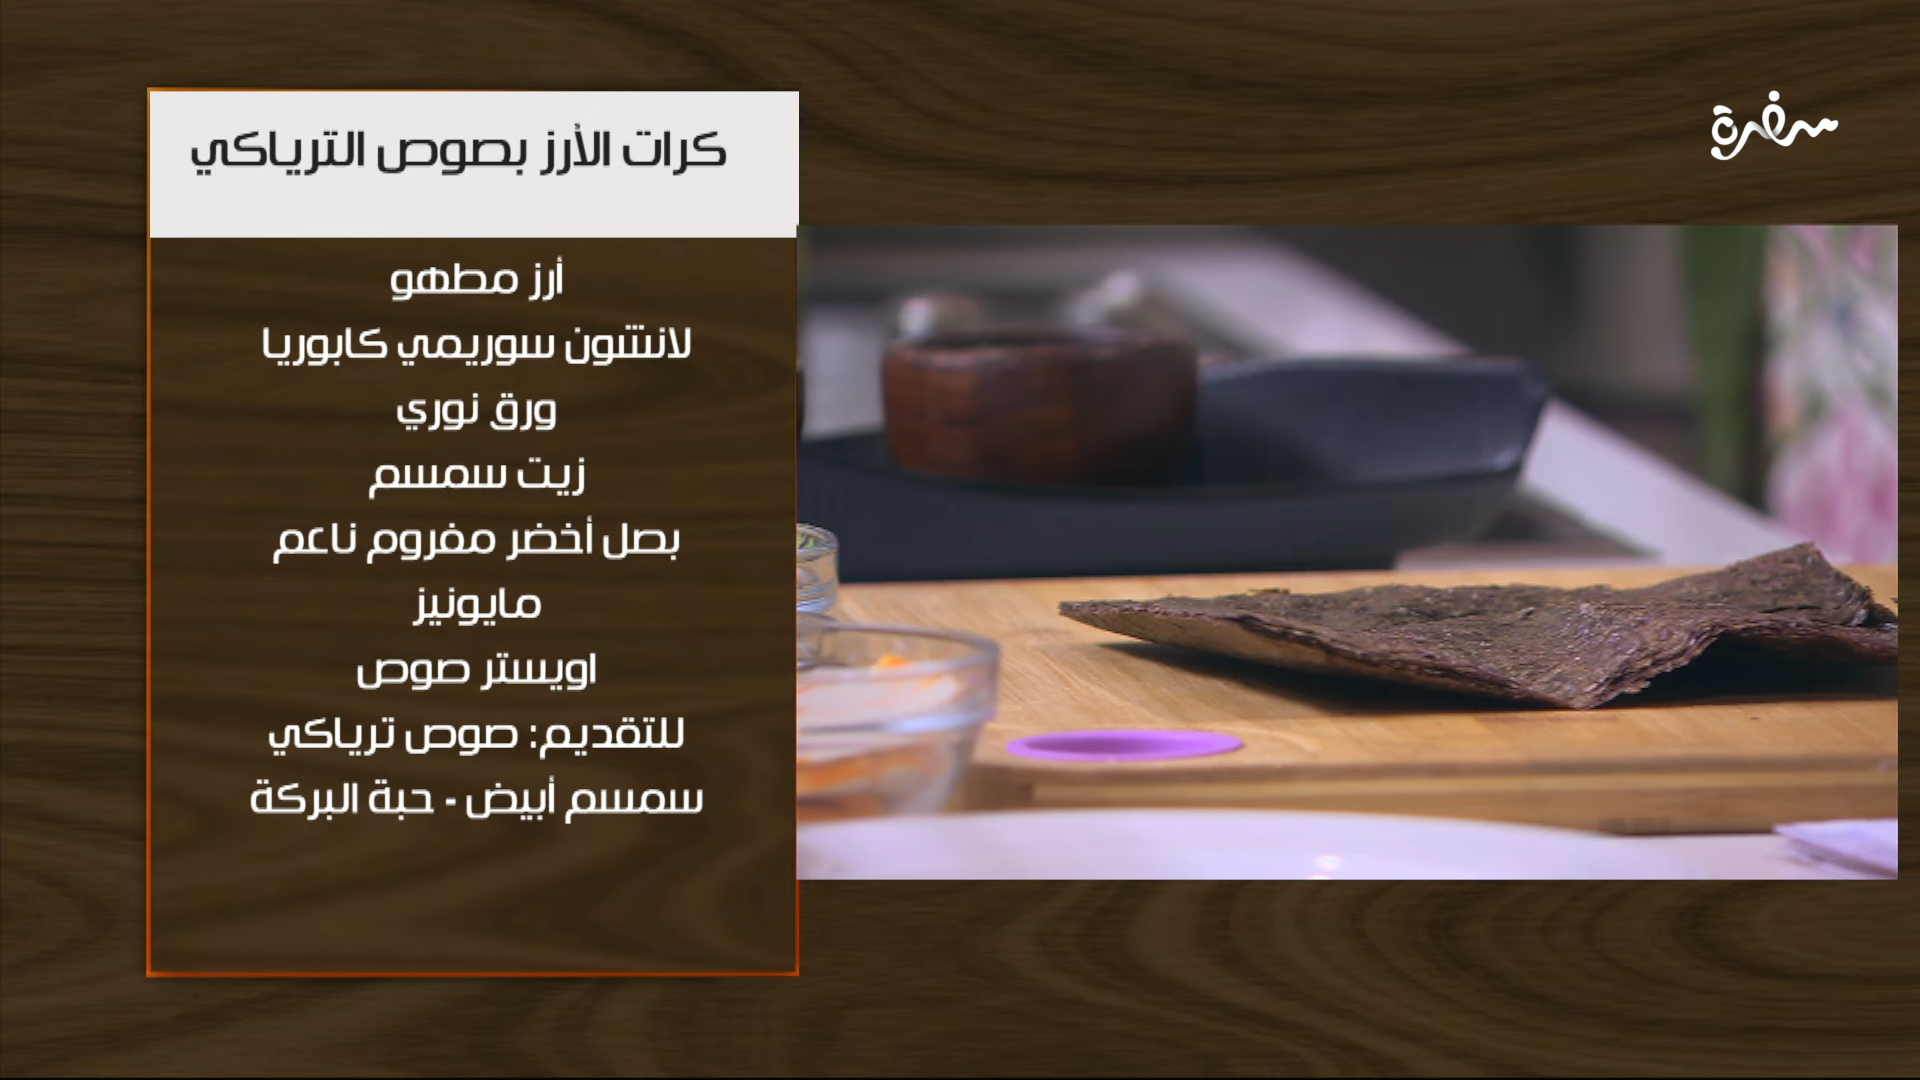 سفرة
كرات الأرز بصوص الترياكي
أرز مطهو
لانشون سوريمي كابوريا
ورق نوري
زيت سمسم
بصل أخضر مفروم ناعم
مايونيز
اويستر صوص
للتقديم: صوص ترياكي
سمسم أبيض - حبة البركة